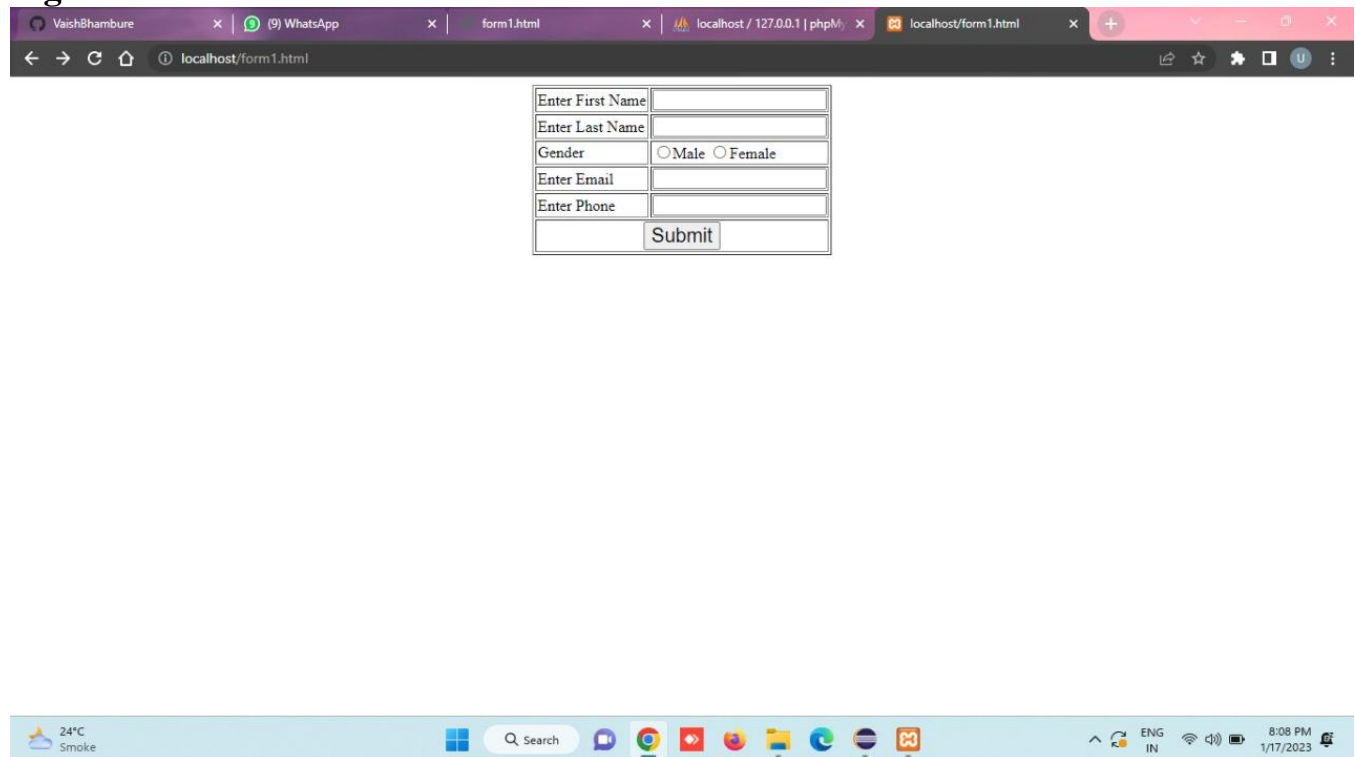 VaishBhambure (9) WhatsApp form1.html localhost / 127.0.0.1 | phpMy localhost/form1.html
localhost/form1.html U
Enter First Name
Enter Last Name
Gender Male Female
Enter Email
Enter Phone
Submit
24°C
Smoke
Search
ENG
IN
8:08 PM
1/17/2023